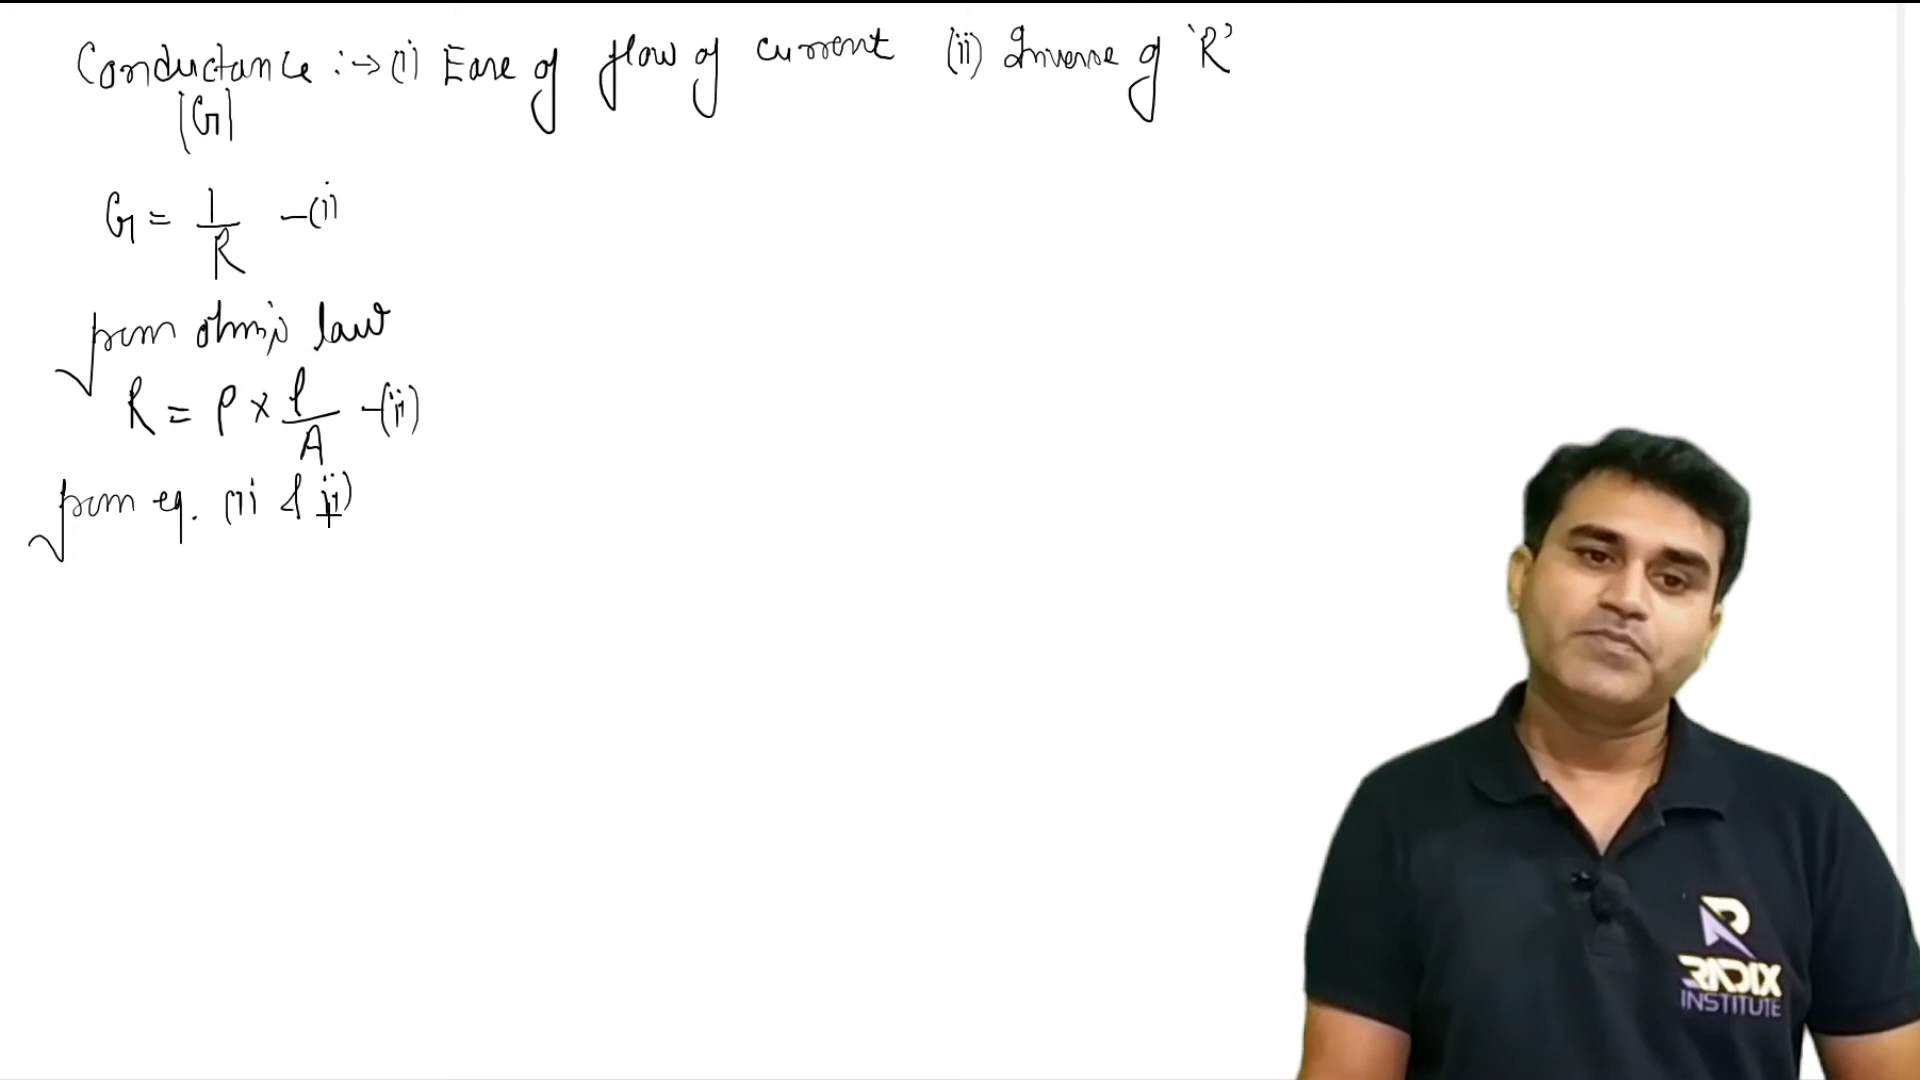 Conductance :→ (i) Ease of flow of current (ii) Inverse of 'R'
|G|
G = 1/R -(i)
from ohm's law
R = ρ × l/A -(ii)
from eq. (i) & ii)
RADIX
INSTITUTE